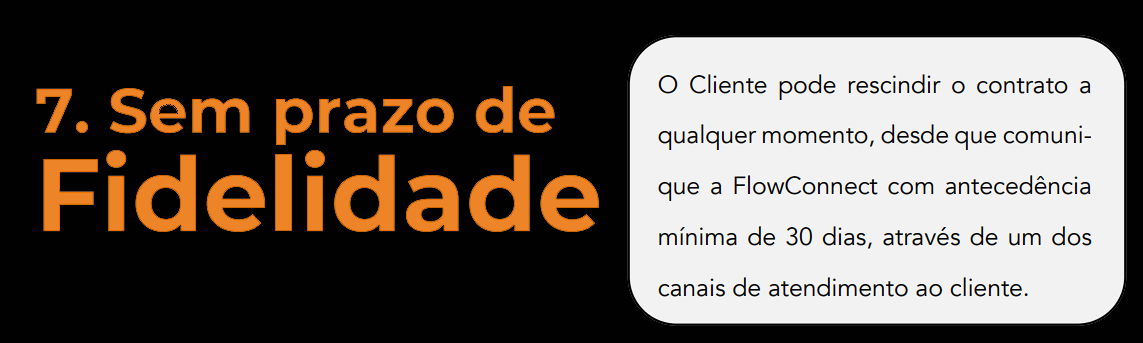 7. Sem prazo de
Fidelidade
O Cliente pode rescindir o contrato a
qualquer momento, desde que comuni-
que a FlowConnect com antecedência
mínima de 30 dias, através de um dos
canais de atendimento ao cliente.